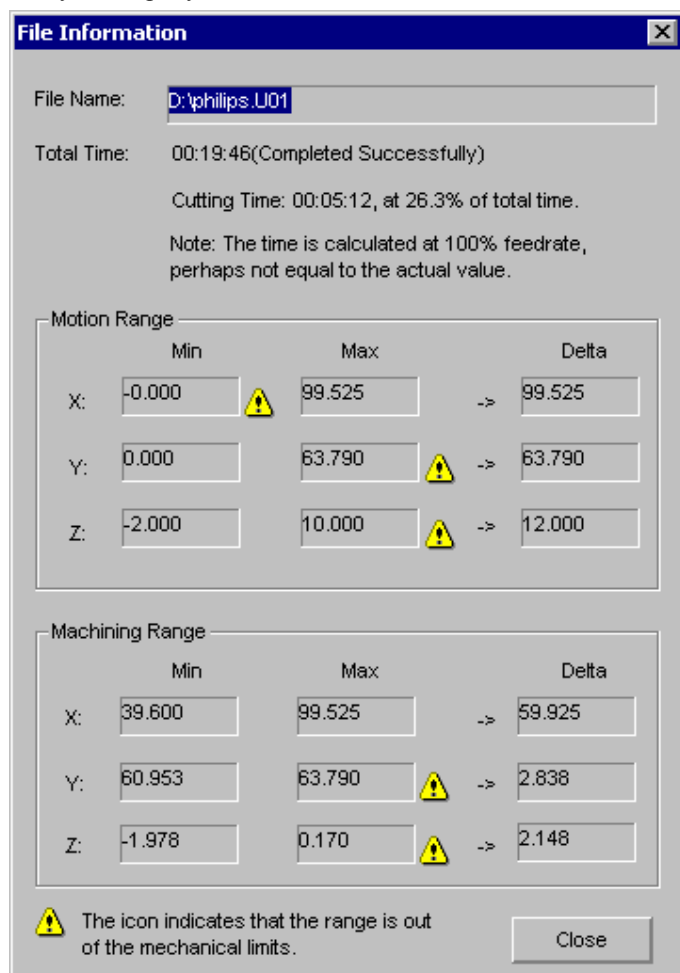 File Information
File Name: D:\philips.U01
Total Time: 00:19:46(Completed Successfully)
Cutting Time: 00:05:12, at 26.3% of total time.
Note: The time is calculated at 100% feedrate,
perhaps not equal to the actual value.
Motion Range
Min Max Delta
X: -0.000 99.525 -> 99.525
Y: 0.000 63.790 -> 63.790
Z: -2.000 10.000 -> 12.000
Machining Range
Min Max Delta
X: 39.600 99.525 -> 59.925
Y: 60.953 63.790 -> 2.838
Z: -1.978 0.170 -> 2.148
The icon indicates that the range is out
of the mechanical limits.
Close